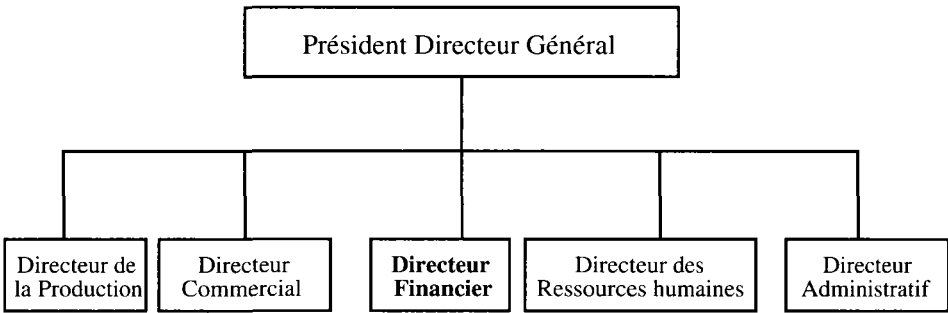 Président Directeur Général
Directeur de
la Production
Directeur
Commercial
Directeur
Financier
Directeur des
Ressources humaines
Directeur
Administratif